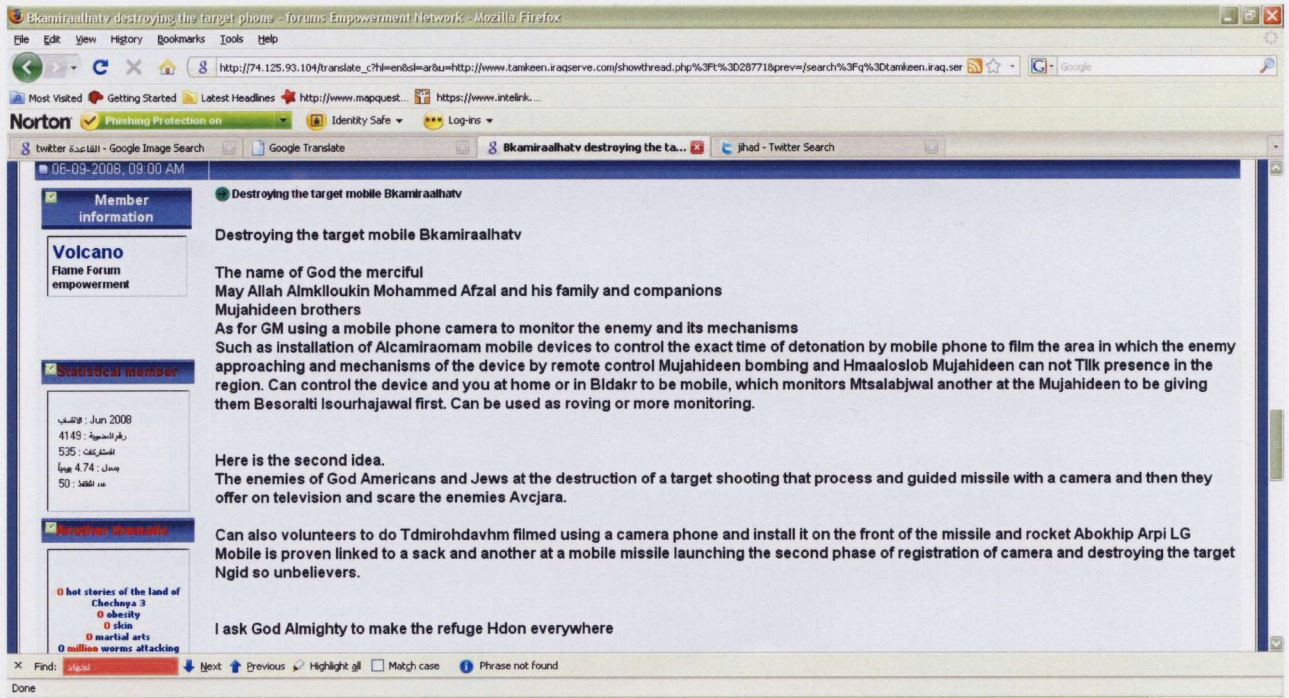 Bkamiraalhatv destroying the target phone - forums Empowerment Network - Mozilla Firefox
File Edit View History Bookmarks Tools Help
http://74.125.93.104/translate_c?hl=en&sl=ar&u=http://www.tamkeen.iraqserve.com/showthread.php%3Ft%3D28771&prev=/search%3Fq%3Dtamkeen.iraq.ser
Google
Most Visited Getting Started Latest Headlines http://www.mapquest... https://www.intelink....
Norton Phishing Protection on Identity Safe Log-ins
twitter القاعدة - Google Image Search Google Translate Bkamiraalhatv destroying the ta... jihad - Twitter Search
06-09-2008, 09:00 AM
Member
information
Volcano
Flame Forum
empowerment
Statistical member
Jun 2008 :
4149 :
535 :
4.74
50 :
Another thematic
0 hot stories of the land of
Chechnya 3
0 obesity
0 skin
0 martial arts
0 million worms attacking
Destroying the target mobile Bkamiraalhatv
Destroying the target mobile Bkamiraalhatv
The name of God the merciful
May Allah Almklloukin Mohammed Afzal and his family and companions
Mujahideen brothers
As for GM using a mobile phone camera to monitor the enemy and its mechanisms
Such as installation of Alcamiraomam mobile devices to control the exact time of detonation by mobile phone to film the area in which the enemy
approaching and mechanisms of the device by remote control Mujahideen bombing and Hmaaloslob Mujahideen can not Tllk presence in the
region. Can control the device and you at home or in Bldakr to be mobile, which monitors Mtsalabjwal another at the Mujahideen to be giving
them Besoralti Isourhajawal first. Can be used as roving or more monitoring.
Here is the second idea.
The enemies of God Americans and Jews at the destruction of a target shooting that process and guided missile with a camera and then they
offer on television and scare the enemies Avcjara.
Can also volunteers to do Tdmirohdavhm filmed using a camera phone and install it on the front of the missile and rocket Abokhip Arpi LG
Mobile is proven linked to a sack and another at a mobile missile launching the second phase of registration of camera and destroying the target
Ngid so unbelievers.
I ask God Almighty to make the refuge Hdon everywhere
Find: Next Previous Highlight all Match case Phrase not found
Done